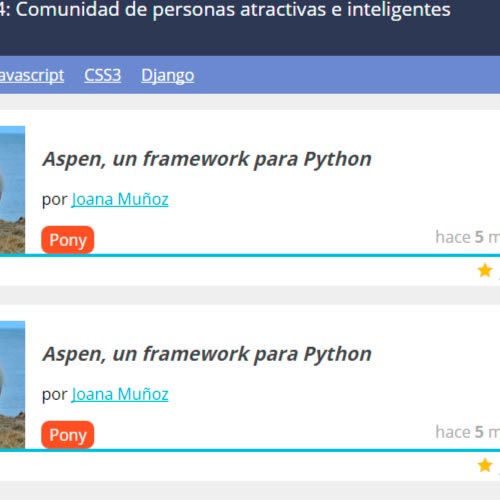 4: Comunidad de personas atractivas e inteligentes
avascript CSS3 Django
Aspen, un framework para Python
por Joana Muñoz
Pony hace 5 m
Aspen, un framework para Python
por Joana Muñoz
Pony hace 5 m